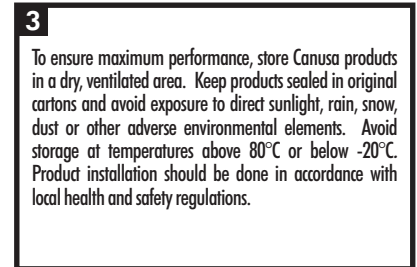 3
To ensure maximum performance, store Canusa products
in a dry, ventilated area. Keep products sealed in original
cartons and avoid exposure to direct sunlight, rain, snow,
dust or other adverse environmental elements. Avoid
storage at temperatures above 80°C or below -20°C.
Product installation should be done in accordance with
local health and safety regulations.